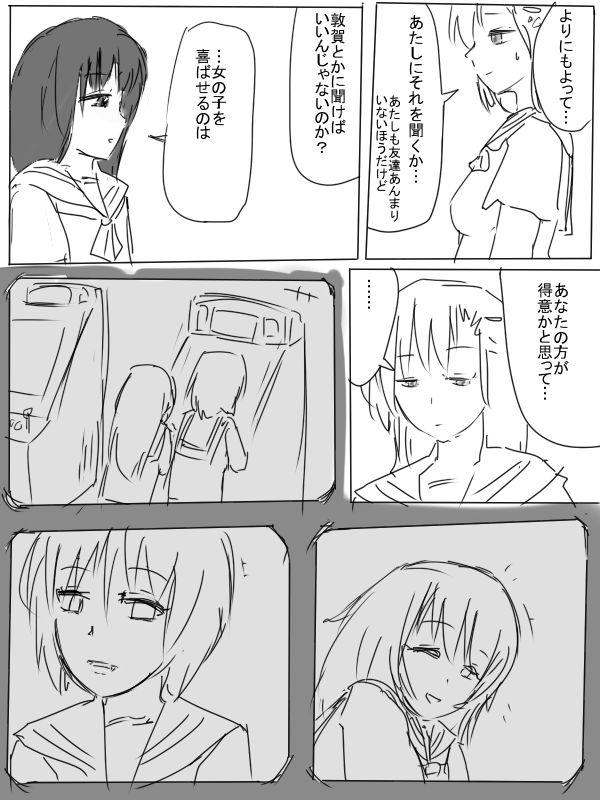 よりにもよって…
あたしにそれを聞くか…
あたしも友達あんまり
いないほうだけど
敦賀とかに聞けば
いいんじゃないのか？
…女の子を
喜ばせるのは
あなたの方が
得意かと思って…
……